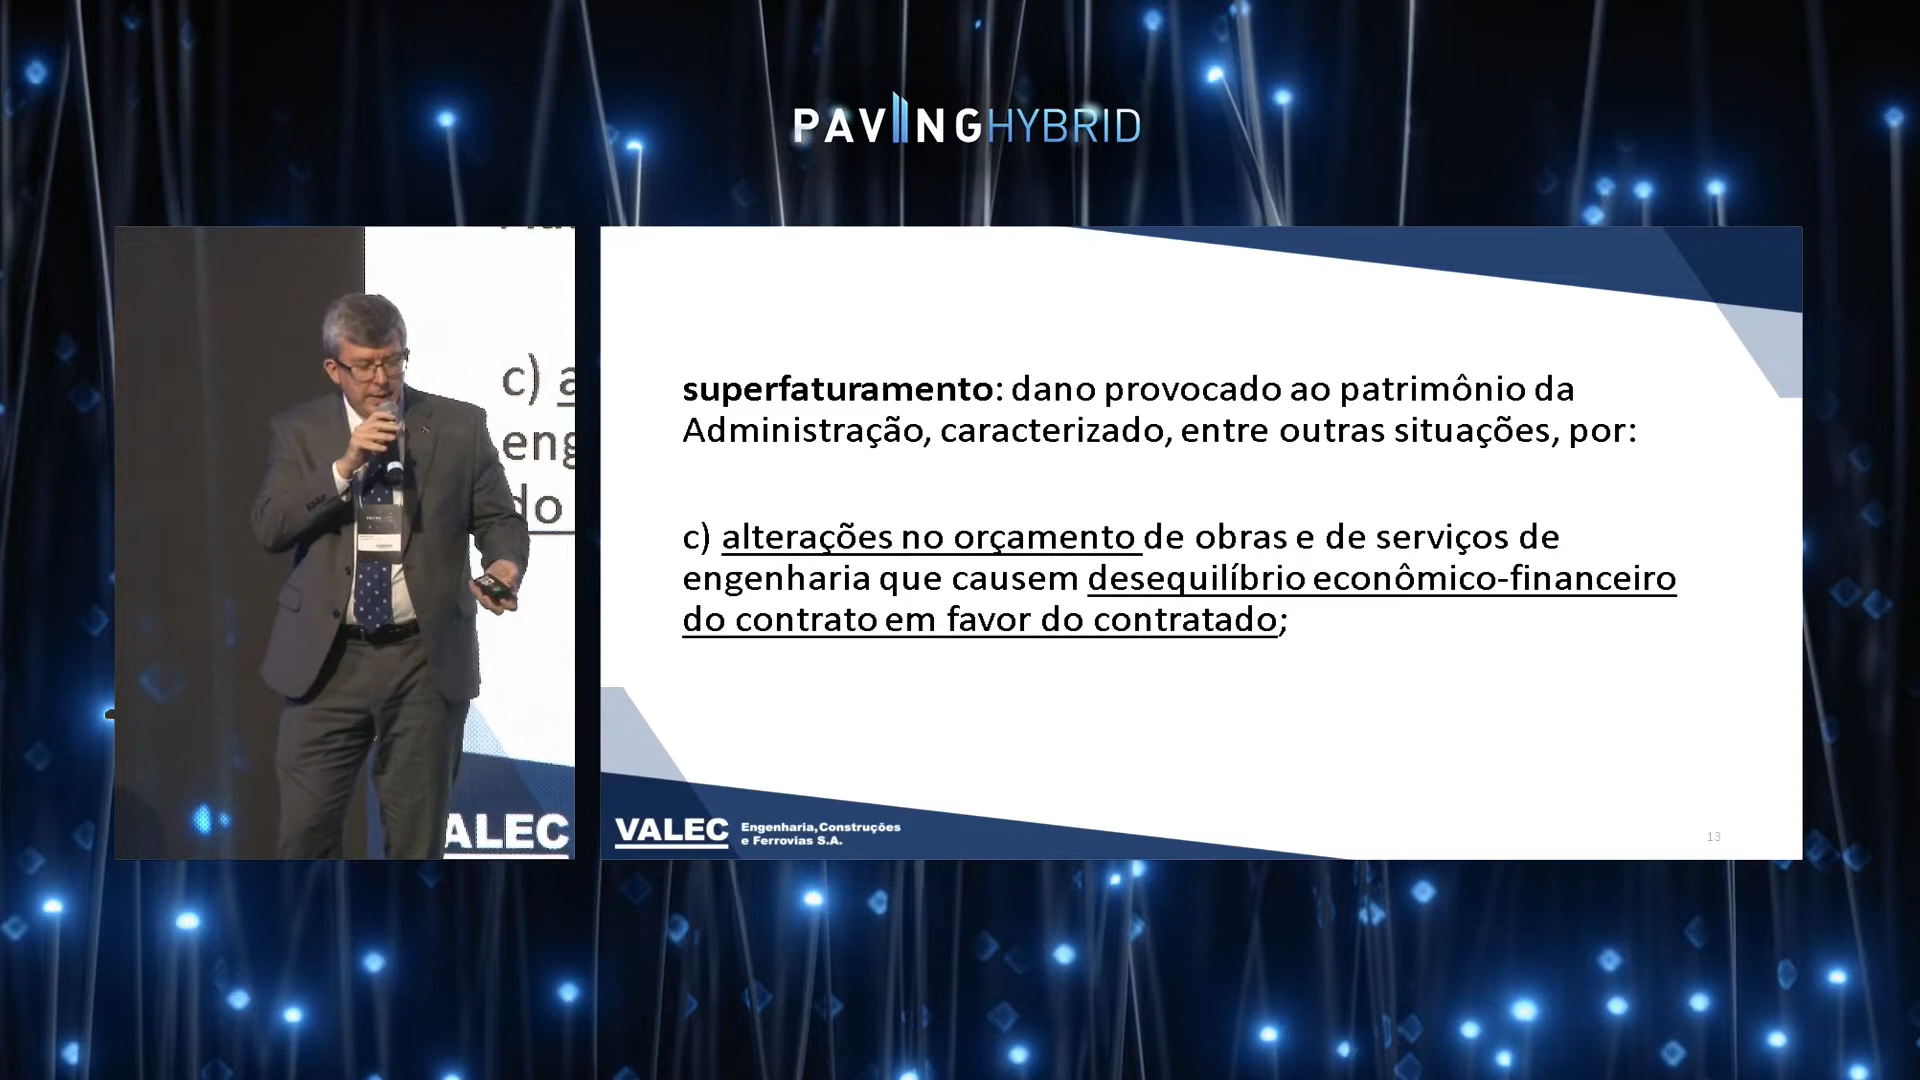 PAVINGHYBRID
c) a
eng
do
ALEC
superfaturamento: dano provocado ao patrimônio da
Administração, caracterizado, entre outras situações, por:
c) alterações no orçamento de obras e de serviços de
engenharia que causem desequilíbrio econômico-financeiro
do contrato em favor do contratado;
VALEC Engenharia, Construções
e Ferrovias S.A.
13